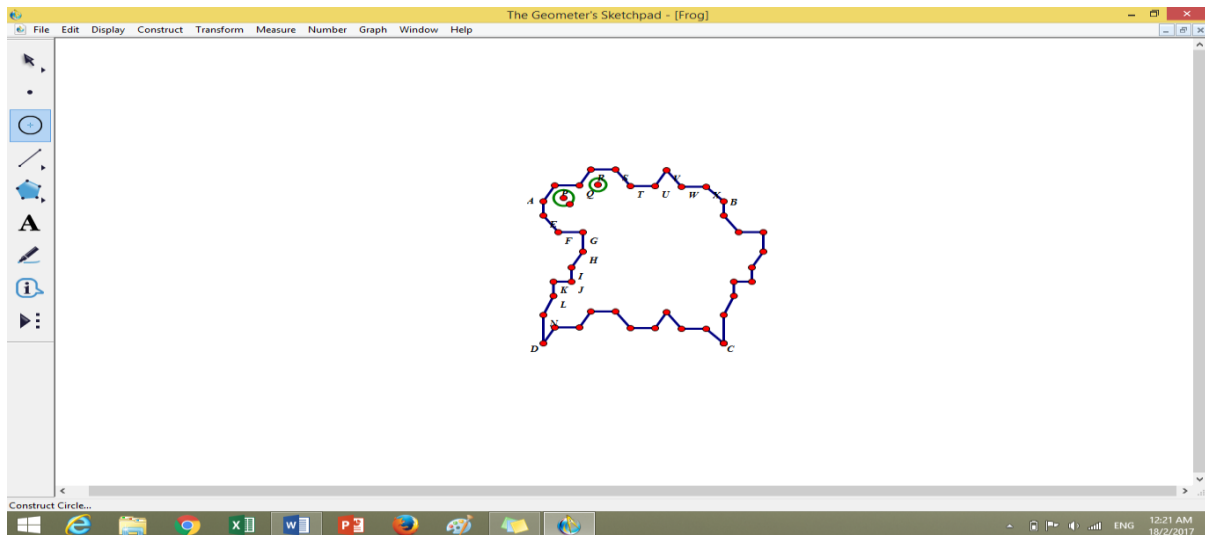 The Geometer's Sketchpad - [Frog]
File Edit Display Construct Transform Measure Number Graph Window Help
R S V
P Q T U W X
A B
E
F G
H
I
K J
L
N
D C
A
Construct Circle...
ENG 12:21 AM
18/2/2017